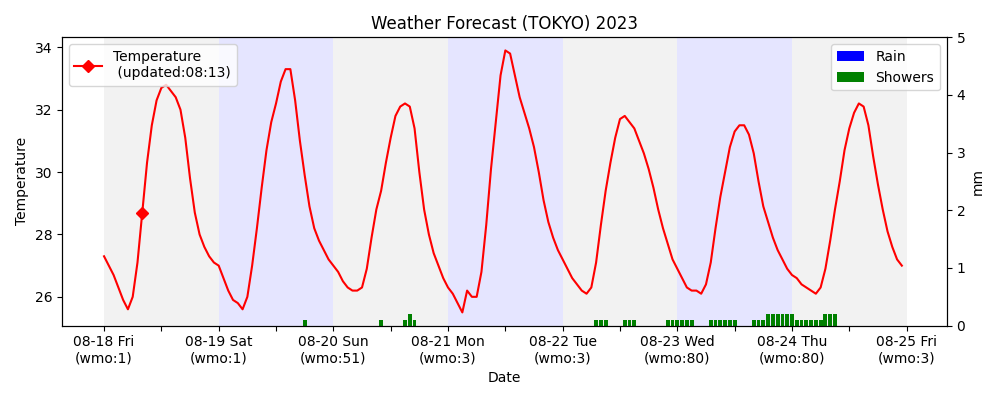 Weather Forecast (TOKYO) 2023
Temperature
(updated:08:13)
Rain
Showers
34
32
30
28
26
Temperature
5
4
3
2
1
0
mm
08-18 Fri
(wmo:1)
08-19 Sat
(wmo:1)
08-20 Sun
(wmo:51)
08-21 Mon
(wmo:3)
08-22 Tue
(wmo:3)
08-23 Wed
(wmo:80)
08-24 Thu
(wmo:80)
08-25 Fri
(wmo:3)
Date